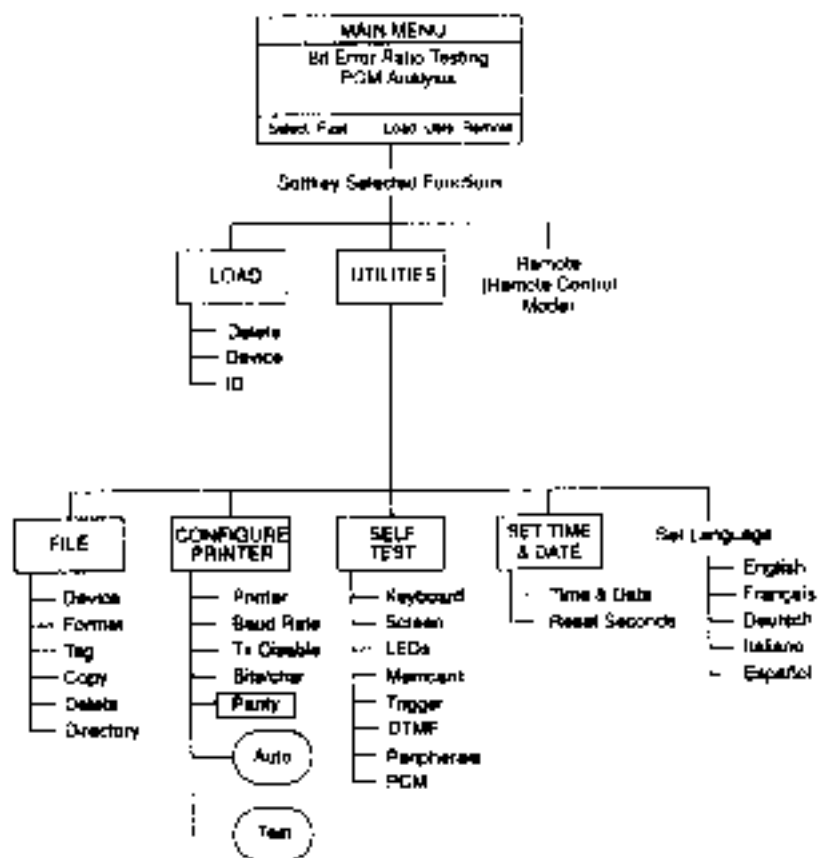 MAIN MENU
Bit Error Ratio Testing
PCM Analysis
Select Fast Load Utils Remote
Softkey Selected Functions
LOAD
Delete
Device
ID
UTILITIES
Remote
(Remote Control
Mode)
FILE
Device
Format
Tag
Copy
Delete
Directory
CONFIGURE
PRINTER
Printer
Baud Rate
Tx Disable
Bits/char
Parity
Auto
SELF
TEST
Keyboard
Screen
LEDs
Memcard
Trigger
DTMF
Peripherals
PCM
SET TIME
& DATE
Time & Date
Reset Seconds
Set Language
English
Français
Deutsch
Italiano
Español